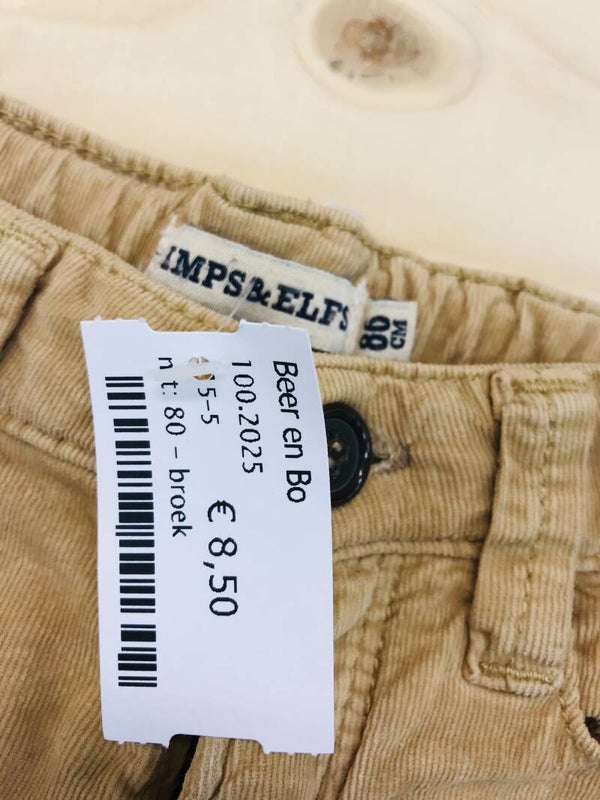 IMPS&ELFS
86
CM
Beer en Bo
100.2025
5-5
€ 8,50
t: 80 - broek